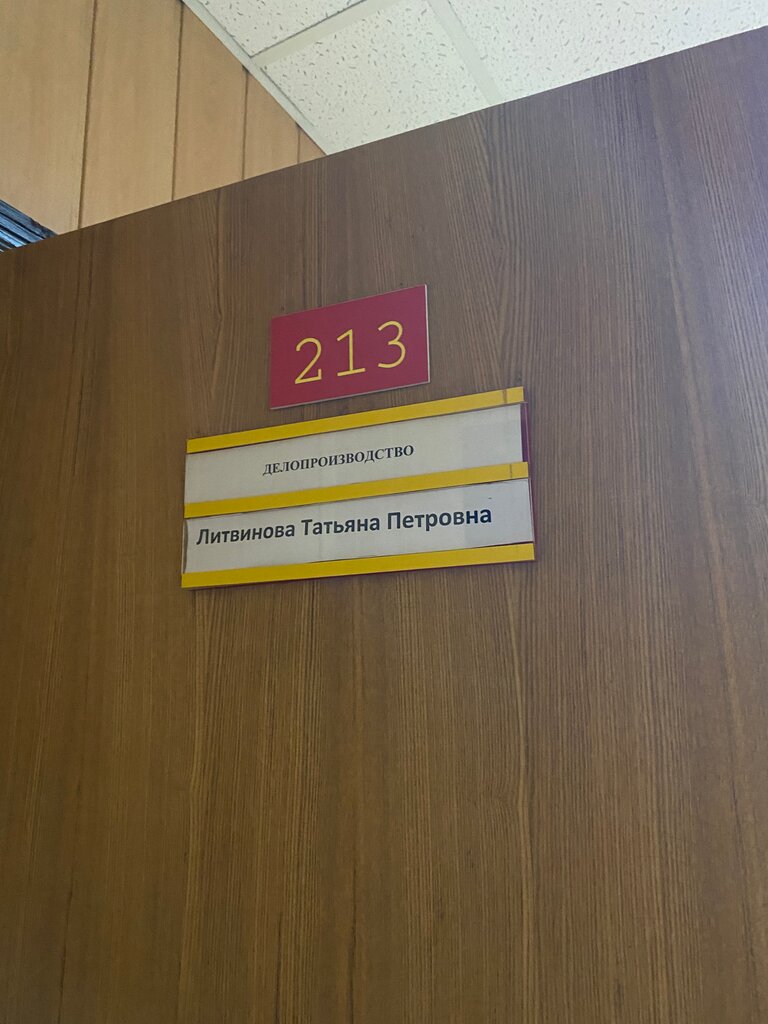 213
ДЕЛОПРОИЗВОДСТВО
Литвинова Татьяна Петровна